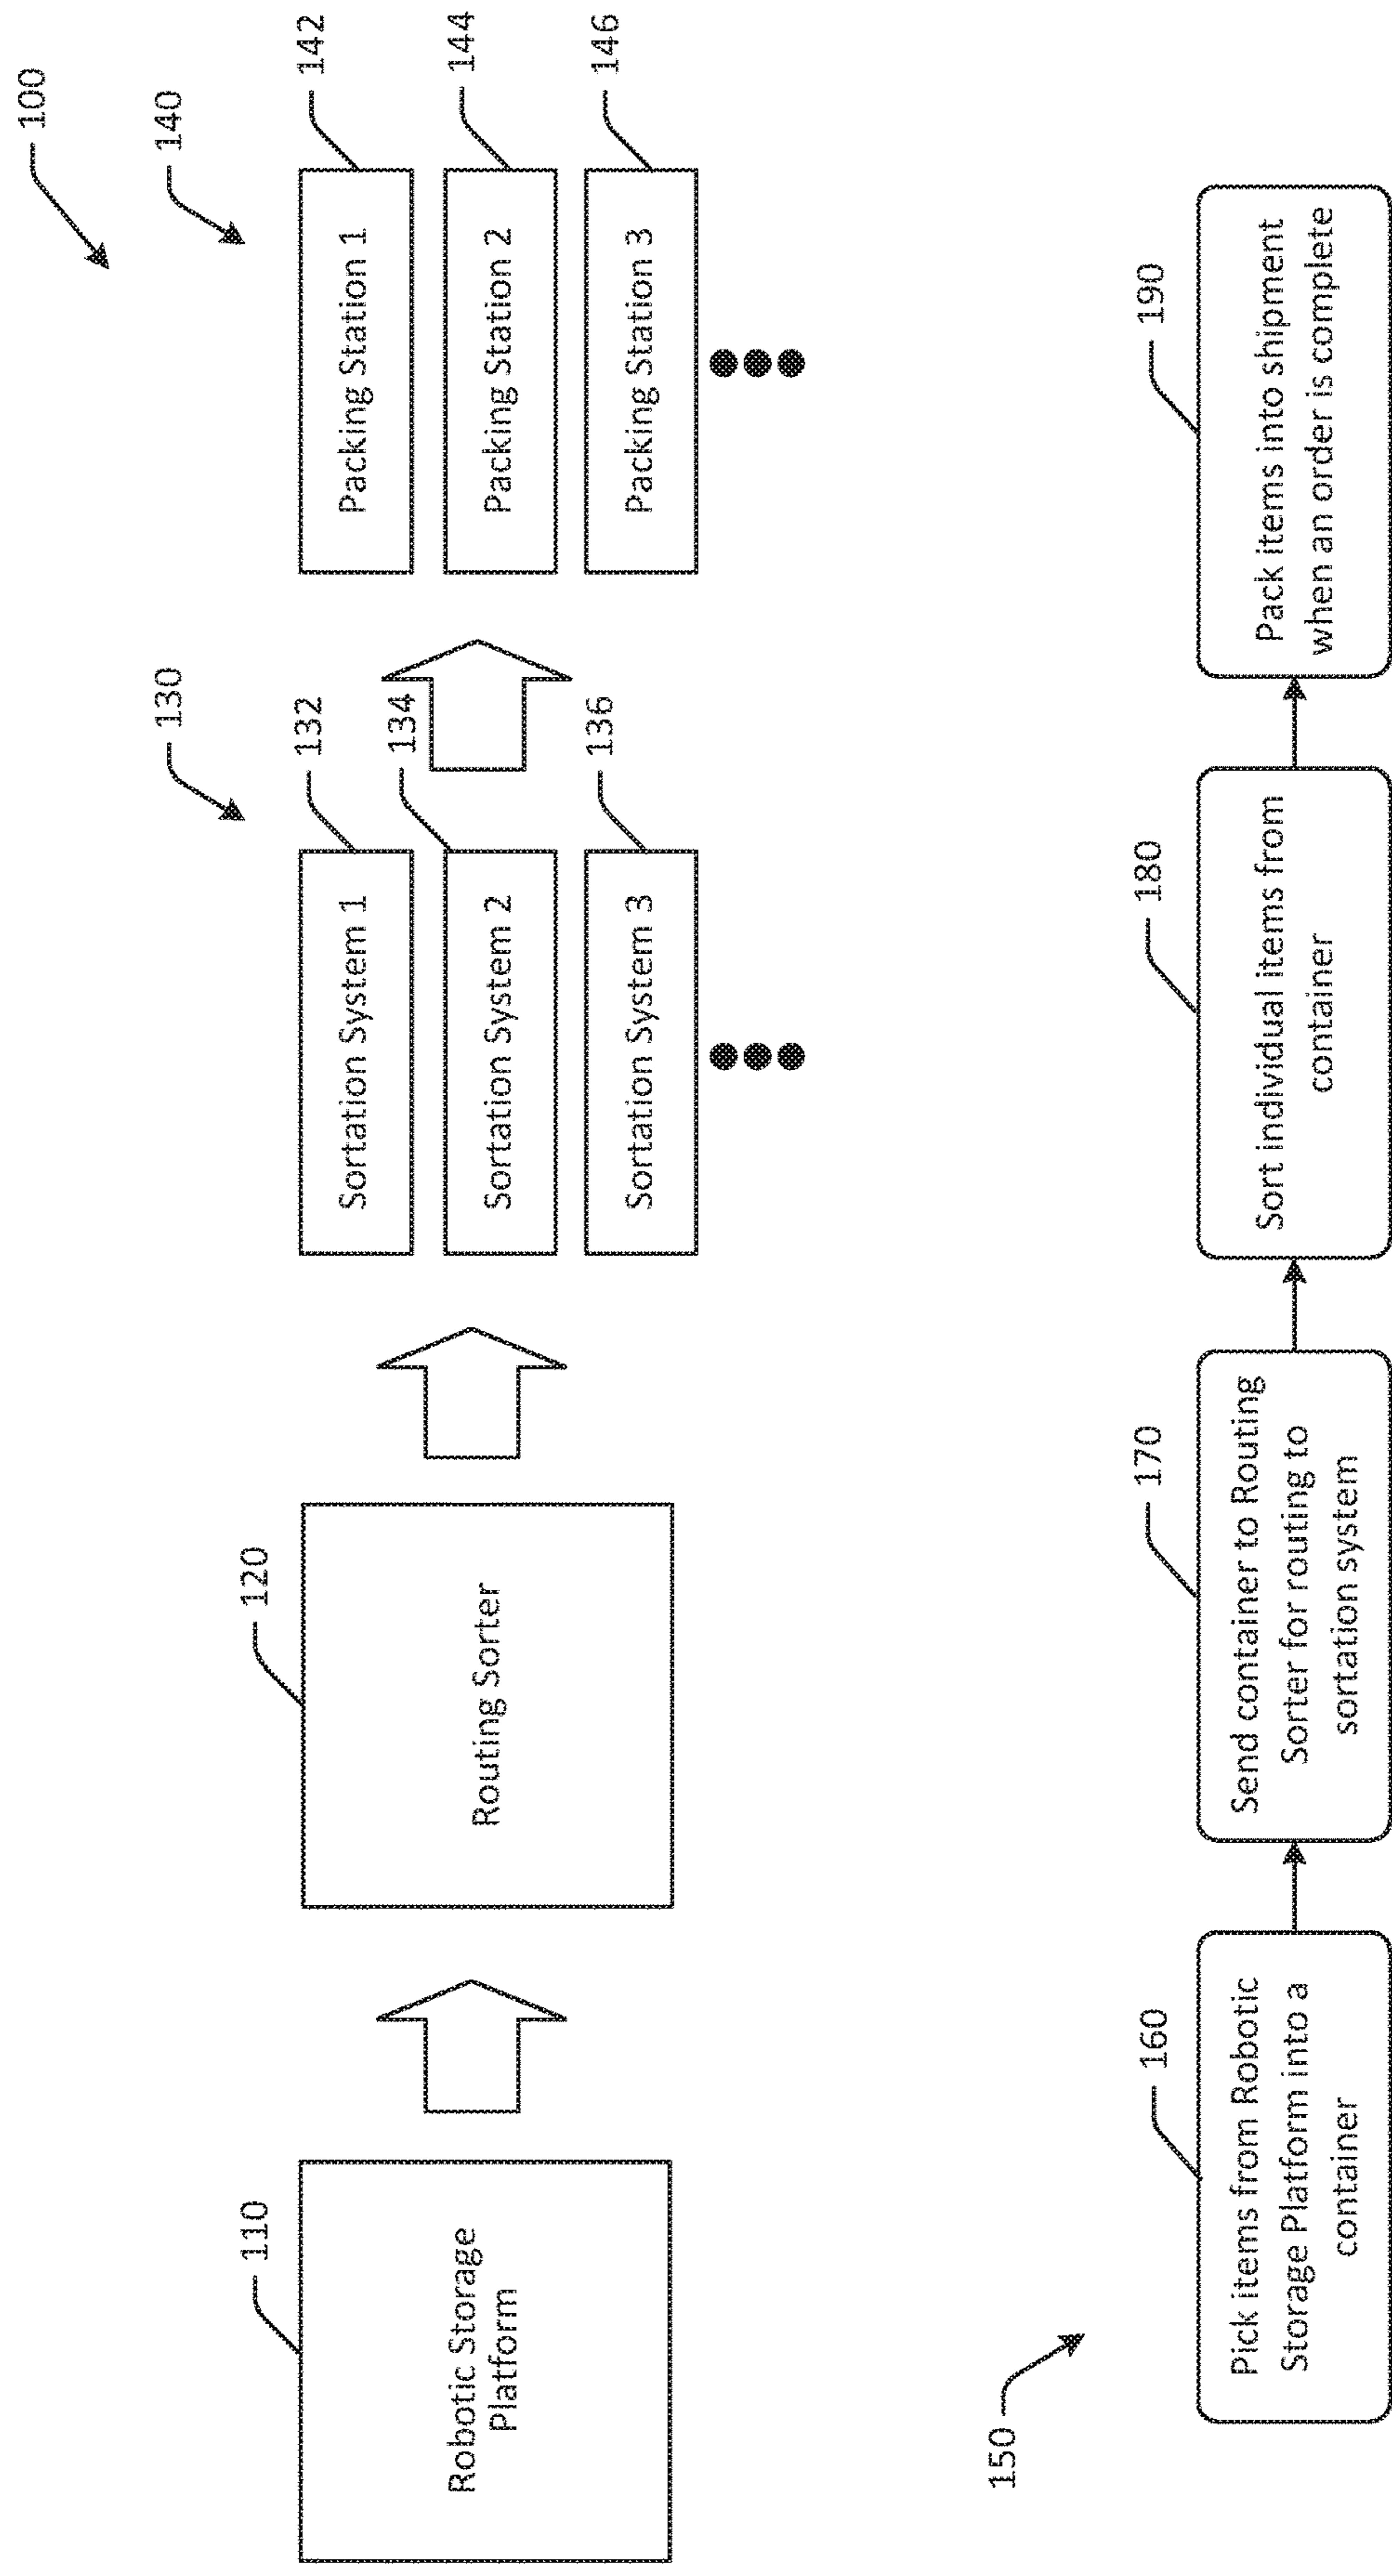 100
110
Robotic Storage
Platform
120
Routing Sorter
130
132
Sortation System 1
134
Sortation System 2
136
Sortation System 3
140
142
Packing Station 1
144
Packing Station 2
146
Packing Station 3
150
160
Pick items from Robotic
Storage Platform into a
container
170
Send container to Routing
Sorter for routing to
sortation system
180
Sort individual items from
container
190
Pack items into shipment
when an order is complete